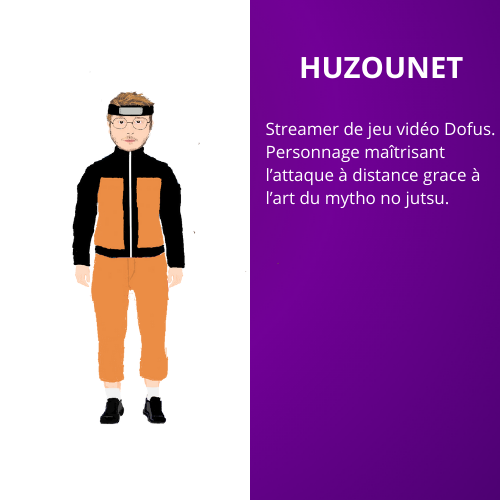 HUZOUNET
Streamer de jeu vidéo Dofus.
Personnage maîtrisant
l'attaque à distance grace à
l'art du mytho no jutsu.